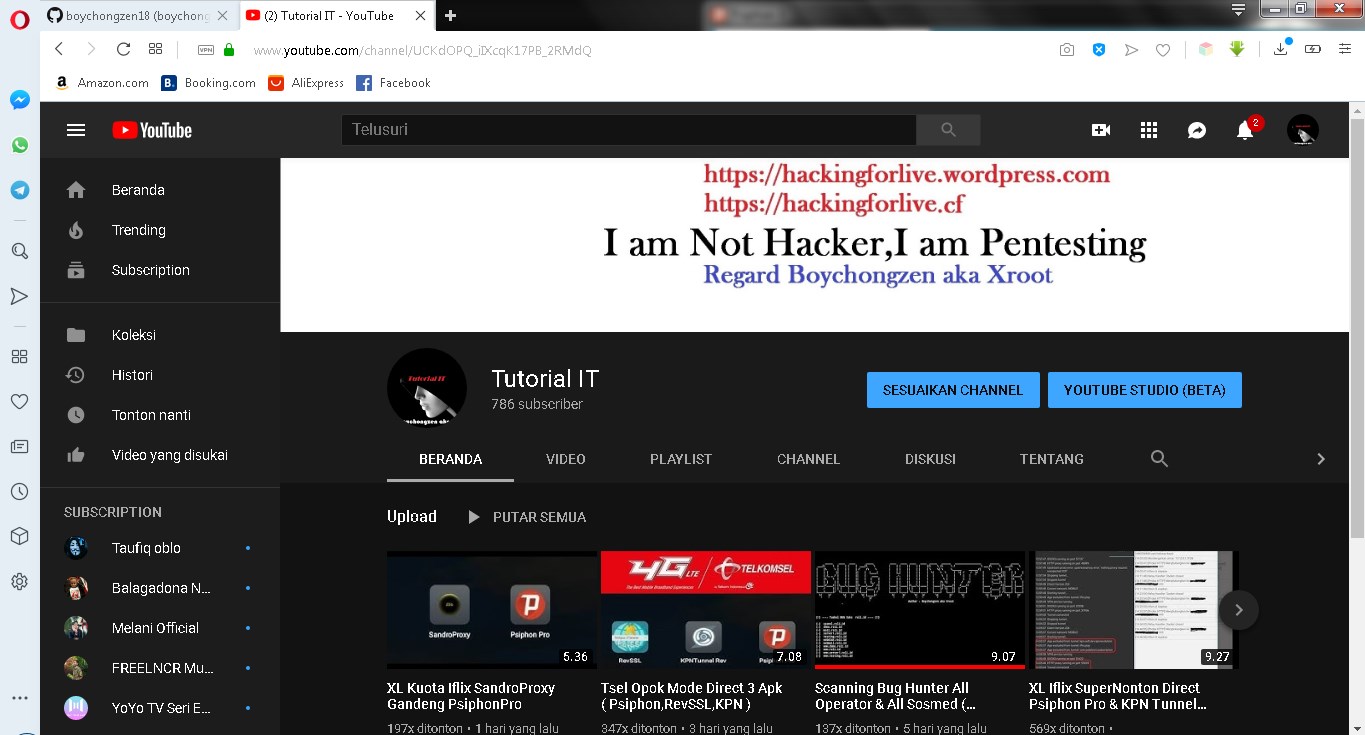 boychongzen18 (boychong
(2) Tutorial IT - YouTube
VPN
www.youtube.com/channel/UCKdOPQ_iIXcqK17PB_2RMdQ
Amazon.com
Booking.com
AliExpress
Facebook
YouTube
Telusuri
2
Beranda
Trending
Subscription
Koleksi
Histori
Tonton nanti
Video yang disukai
SUBSCRIPTION
Taufiq oblo
Balagadona N...
Melani Official
FREELNCR Mu...
YoYo TV Seri E...
https://hackingforlive.wordpress.com
https://hackingforlive.cf
I am Not Hacker,I am Pentesting
Regard Boychongzen aka Xroot
Tutorial IT
Tutorial IT
786 subscriber
SESUAIKAN CHANNEL
YOUTUBE STUDIO (BETA)
BERANDA
VIDEO
PLAYLIST
CHANNEL
DISKUSI
TENTANG
Upload
PUTAR SEMUA
SandroProxy
Psiphon Pro
5.36
4G LTE
TELKOMSEL
RevSSL
KPNTunnel Rev
7.08
BUG HUNTER
9.07
9.27
XL Kuota Iflix SandroProxy
Gandeng PsiphonPro
197x ditonton • 1 hari yang lalu
Tsel Opok Mode Direct 3 Apk
( Psiphon,RevSSL,KPN )
347x ditonton • 3 hari yang lalu
Scanning Bug Hunter All
Operator & All Sosmed (...
137x ditonton • 5 hari yang lalu
XL Iflix SuperNonton Direct
Psiphon Pro & KPN Tunnel...
569x ditonton •